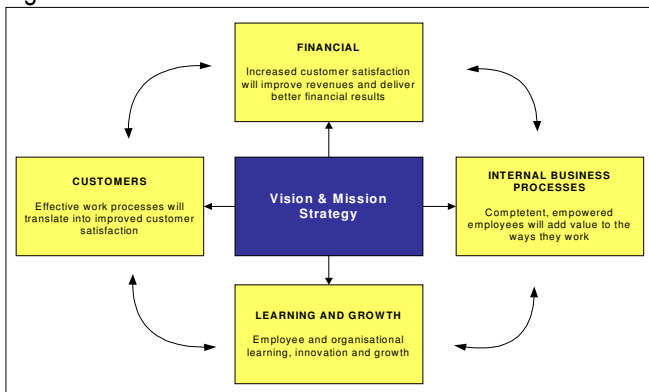 FINANCIAL
Increased customer satisfaction
will improve revenues and deliver
better financial results
CUSTOMERS
Effective work processes will
translate into improved customer
satisfaction
Vision & Mission
Strategy
INTERNAL BUSINESS
PROCESSES
Comptetent, empowered
employees will add value to the
ways they work
LEARNING AND GROWTH
Employee and organisational
learning, innovation and growth